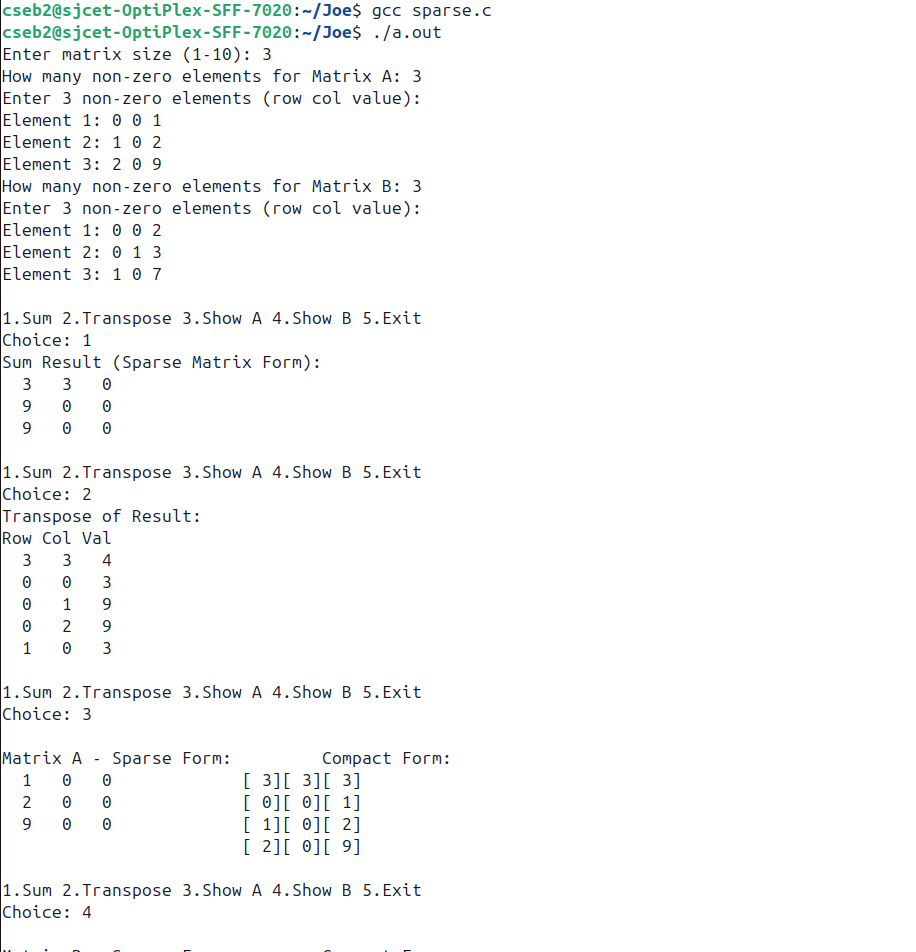 cseb2@sjcet-OptiPlex-SFF-7020:~/Joe$ gcc sparse.c
cseb2@sjcet-OptiPlex-SFF-7020:~/Joe$ ./a.out
Enter matrix size (1-10): 3
How many non-zero elements for Matrix A: 3
Enter 3 non-zero elements (row col value):
Element 1: 0 0 1
Element 2: 1 0 2
Element 3: 2 0 9
How many non-zero elements for Matrix B: 3
Enter 3 non-zero elements (row col value):
Element 1: 0 0 2
Element 2: 0 1 3
Element 3: 1 0 7

1.Sum 2.Transpose 3.Show A 4.Show B 5.Exit
Choice: 1
Sum Result (Sparse Matrix Form):
  3   3   0
  9   0   0
  9   0   0

1.Sum 2.Transpose 3.Show A 4.Show B 5.Exit
Choice: 2
Transpose of Result:
Row Col Val
  3   3   4
  0   0   3
  0   1   9
  0   2   9
  1   0   3

1.Sum 2.Transpose 3.Show A 4.Show B 5.Exit
Choice: 3

Matrix A - Sparse Form:         Compact Form:
  1   0   0             [ 3][ 3][ 3]
  2   0   0             [ 0][ 0][ 1]
  9   0   0             [ 1][ 0][ 2]
                        [ 2][ 0][ 9]

1.Sum 2.Transpose 3.Show A 4.Show B 5.Exit
Choice: 4